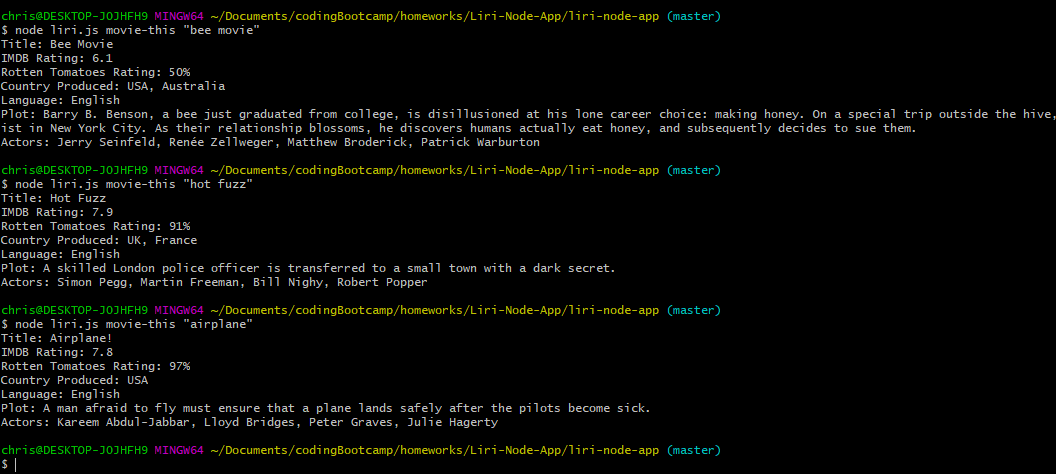 chris@DESKTOP-JOJHFH9 MINGW64 ~/Documents/codingBootcamp/homeworks/Liri-Node-App/liri-node-app (master)
$ node liri.js movie-this "bee movie"
Title: Bee Movie
IMDB Rating: 6.1
Rotten Tomatoes Rating: 50%
Country Produced: USA, Australia
Language: English
Plot: Barry B. Benson, a bee just graduated from college, is disillusioned at his lone career choice: making honey. On a special trip outside the hive,
ist in New York City. As their relationship blossoms, he discovers humans actually eat honey, and subsequently decides to sue them.
Actors: Jerry Seinfeld, Renée Zellweger, Matthew Broderick, Patrick Warburton
chris@DESKTOP-JOJHFH9 MINGW64 ~/Documents/codingBootcamp/homeworks/Liri-Node-App/liri-node-app (master)
$ node liri.js movie-this "hot fuzz"
Title: Hot Fuzz
IMDB Rating: 7.9
Rotten Tomatoes Rating: 91%
Country Produced: UK, France
Language: English
Plot: A skilled London police officer is transferred to a small town with a dark secret.
Actors: Simon Pegg, Martin Freeman, Bill Nighy, Robert Popper
chris@DESKTOP-JOJHFH9 MINGW64 ~/Documents/codingBootcamp/homeworks/Liri-Node-App/liri-node-app (master)
$ node liri.js movie-this "airplane"
Title: Airplane!
IMDB Rating: 7.8
Rotten Tomatoes Rating: 97%
Country Produced: USA
Language: English
Plot: A man afraid to fly must ensure that a plane lands safely after the pilots become sick.
Actors: Kareem Abdul-Jabbar, Lloyd Bridges, Peter Graves, Julie Hagerty
chris@DESKTOP-JOJHFH9 MINGW64 ~/Documents/codingBootcamp/homeworks/Liri-Node-App/liri-node-app (master)
$